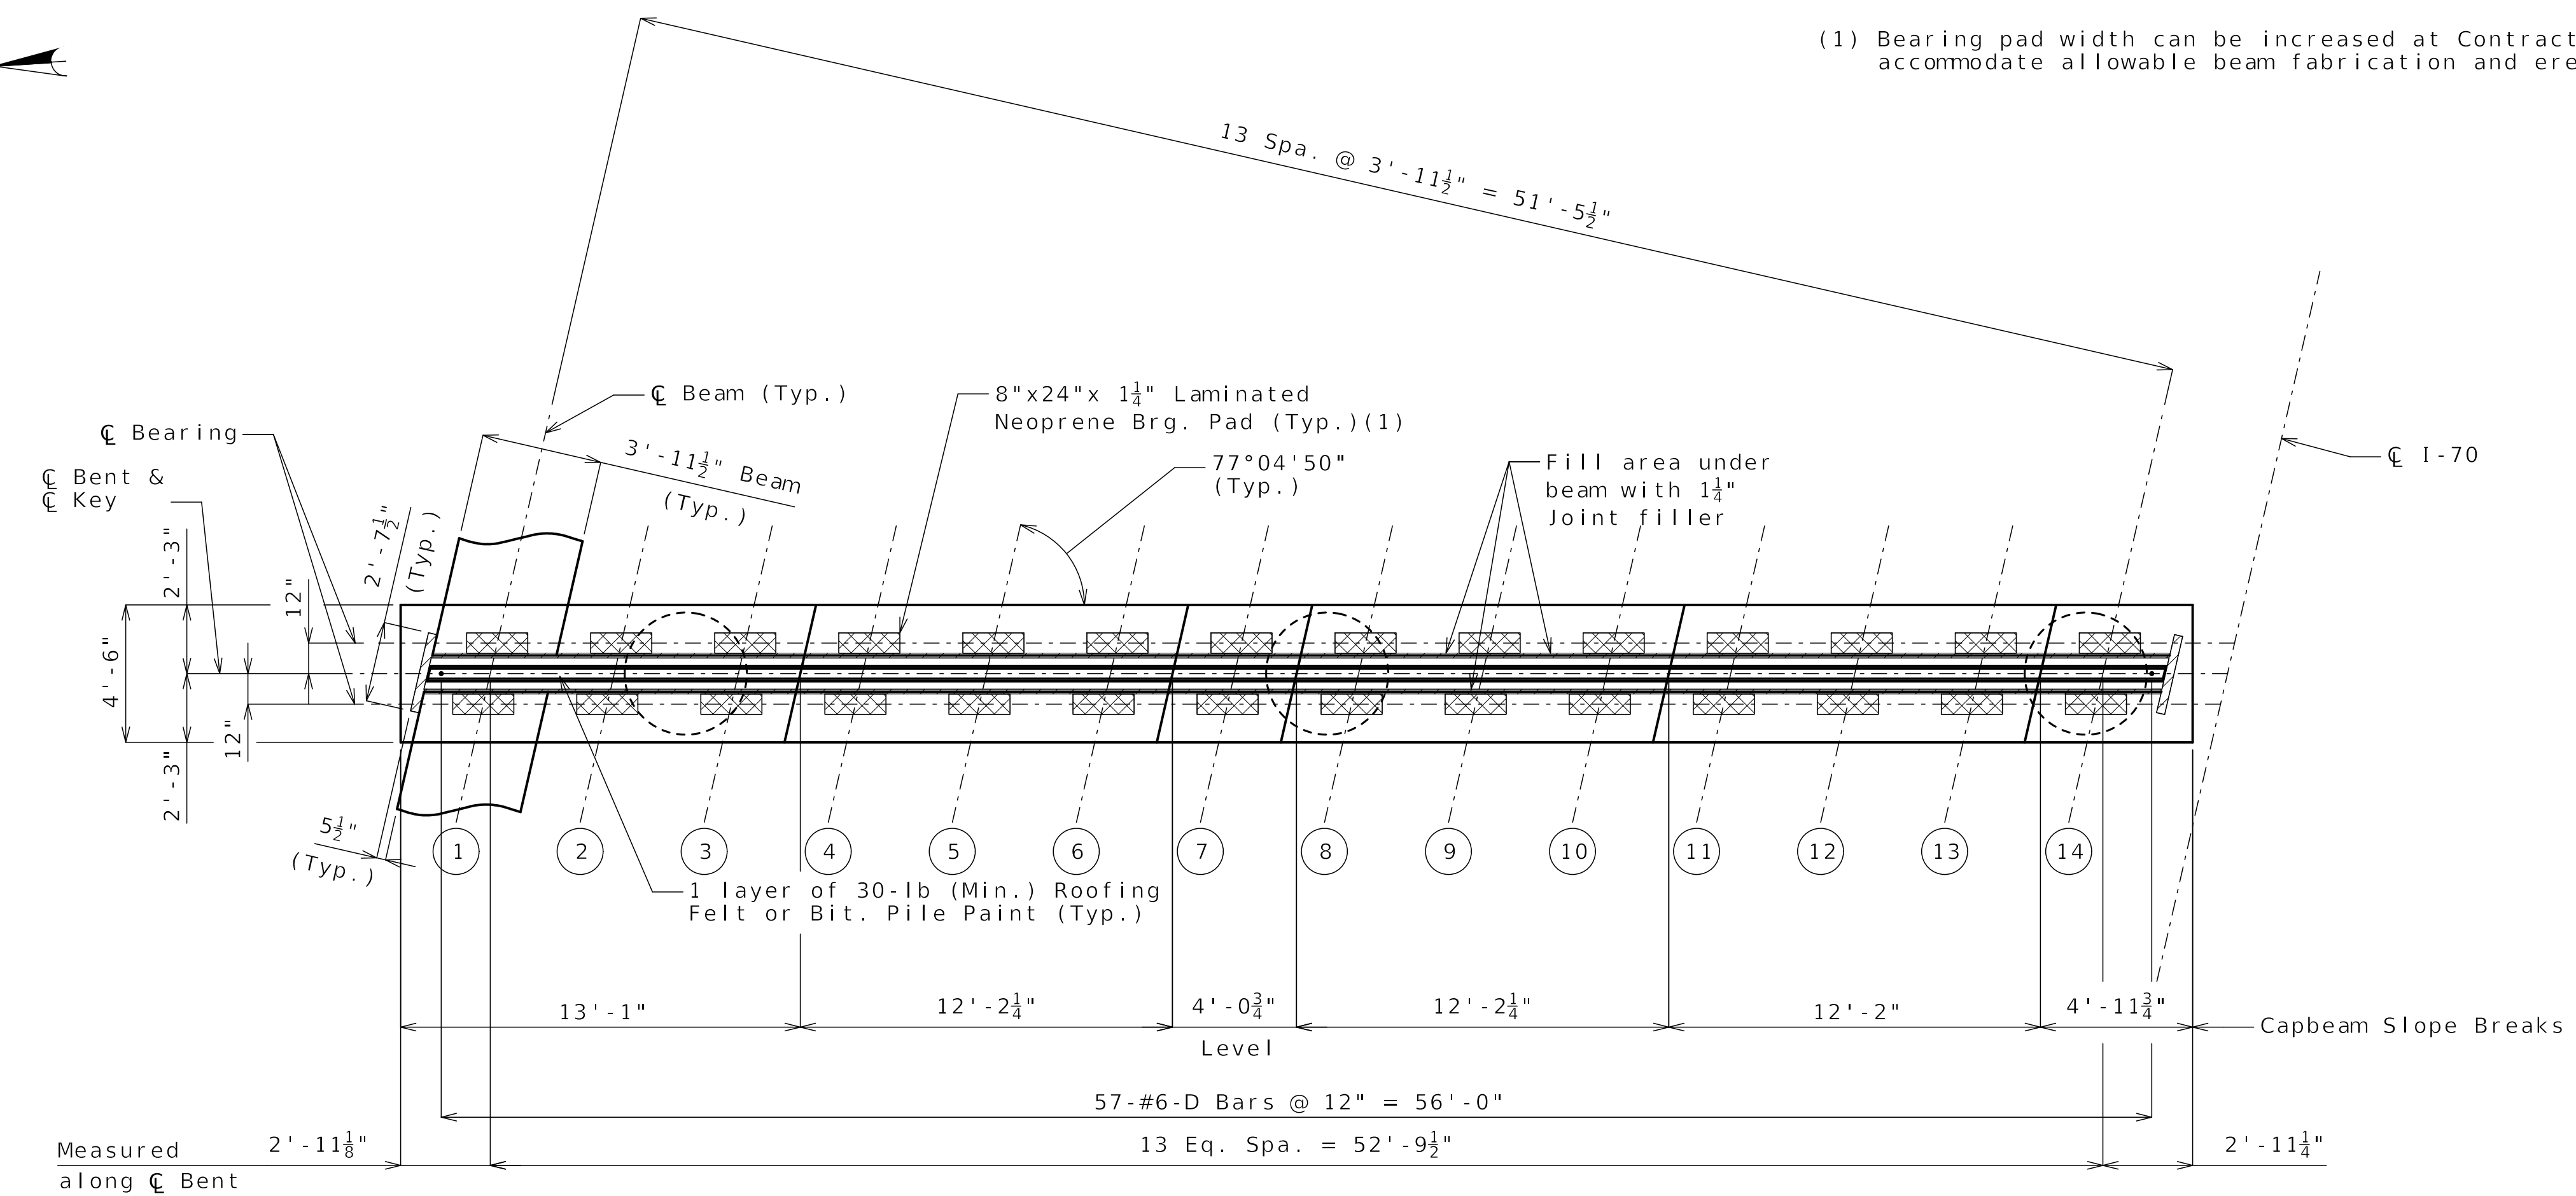 (1) Bearing pad width can be increased at Contract
accommodate allowable beam fabrication and ere
13 Spa. @ 3'-11½" = 51'-5½"
℄ Beam (Typ.)
8"x24"x 1¼" Laminated
Neoprene Brg. Pad (Typ.)(1)
℄ Bearing
3'-11½" Beam
(Typ.)
77°04'50"
(Typ.)
Fill area under
beam with 1¼"
Joint filler
℄ I-70
℄ Bent &
℄ Key
2'-7½"
(Typ.)
2'-3"
12"
4'-6"
12"
2'-3"
5½"
(Typ.)
1 2 3 4 5 6 7 8 9 10 11 12 13 14
1 layer of 30-lb (Min.) Roofing
Felt or Bit. Pile Paint (Typ.)
13'-1" 12'-2¼" 4'-0¾" 12'-2¼" 12'-2" 4'-11¾"
Level
Capbeam Slope Breaks
57-#6-D Bars @ 12" = 56'-0"
Measured
along ℄ Bent
2'-11⅛" 13 Eq. Spa. = 52'-9½" 2'-11¼"